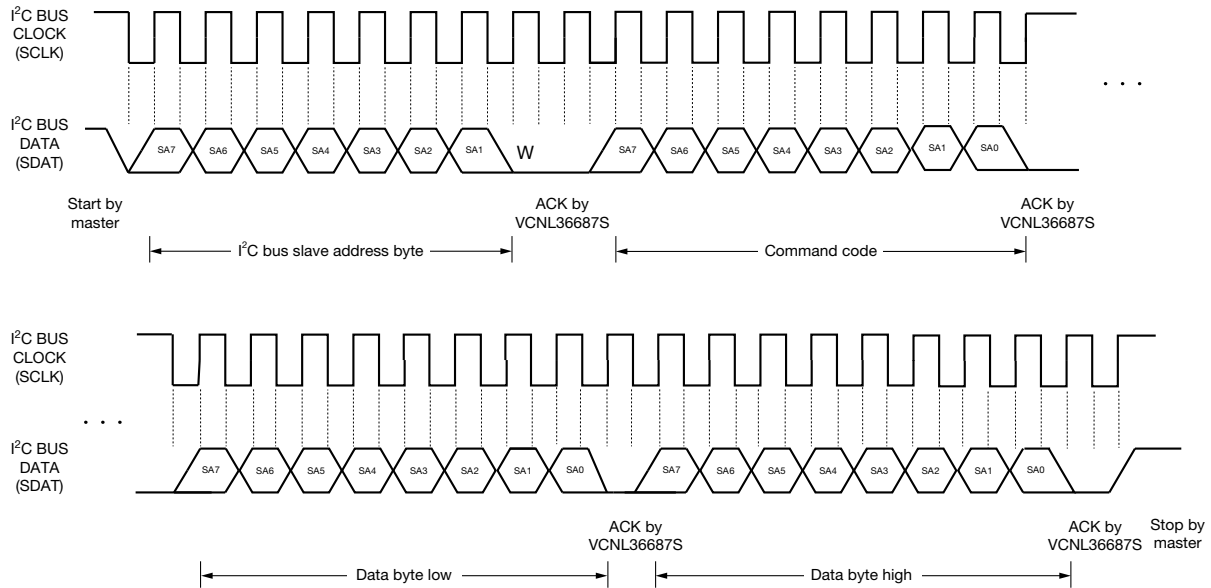 I²C BUS
CLOCK
(SCLK)
. . .
I²C BUS
DATA
(SDAT)
SA7 SA6 SA5 SA4 SA3 SA2 SA1 W SA7 SA6 SA5 SA4 SA3 SA2 SA1 SA0
Start by
master
ACK by
VCNL36687S
ACK by
VCNL36687S
I²C bus slave address byte
Command code
I²C BUS
CLOCK
(SCLK)
. . .
I²C BUS
DATA
(SDAT)
SA7 SA6 SA5 SA4 SA3 SA2 SA1 SA0 SA7 SA6 SA5 SA4 SA3 SA2 SA1 SA0
ACK by
VCNL36687S
ACK by
VCNL36687S
Stop by
master
Data byte low
Data byte high